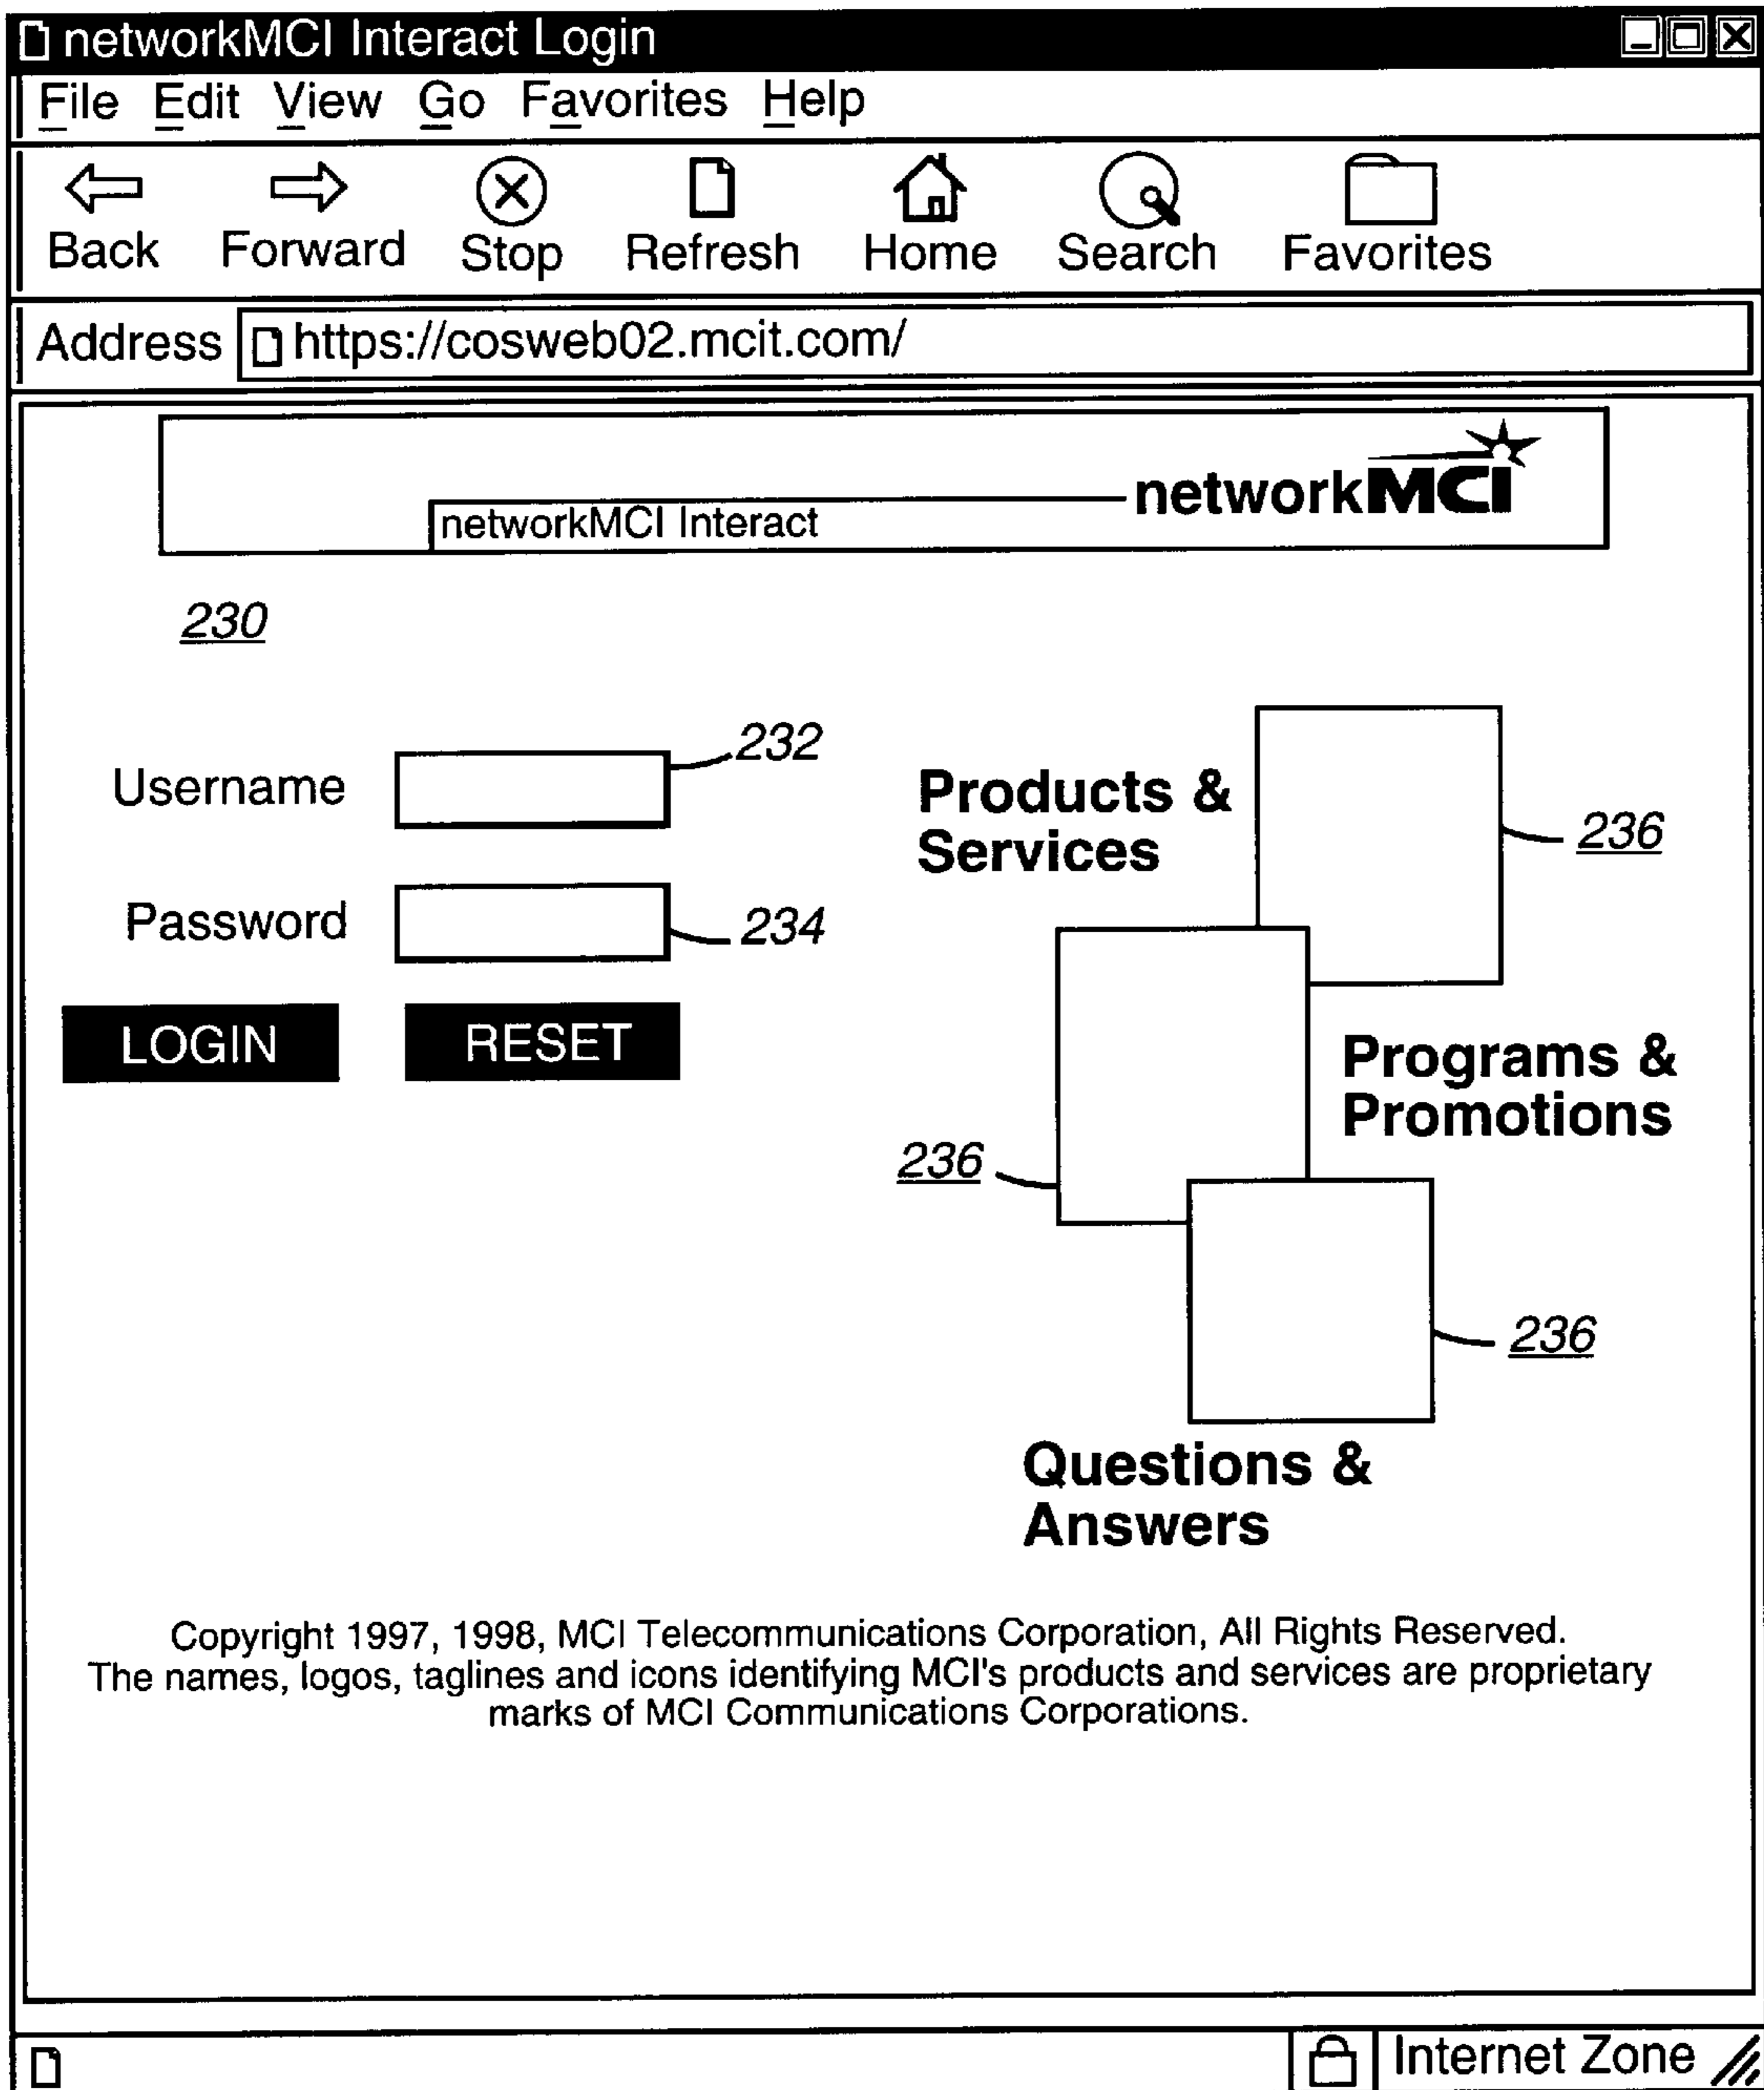 networkMCI Interact Login
File Edit View Go Favorites Help
Back Forward Stop Refresh Home Search Favorites
Address https://cosweb02.mcit.com/
networkMCI
networkMCI Interact
230
Username 232
Password 234
LOGIN RESET
Products &
Services
236
Programs &
Promotions
236
236
Questions &
Answers
Copyright 1997, 1998, MCI Telecommunications Corporation, All Rights Reserved.
The names, logos, taglines and icons identifying MCI's products and services are proprietary
marks of MCI Communications Corporations.
Internet Zone